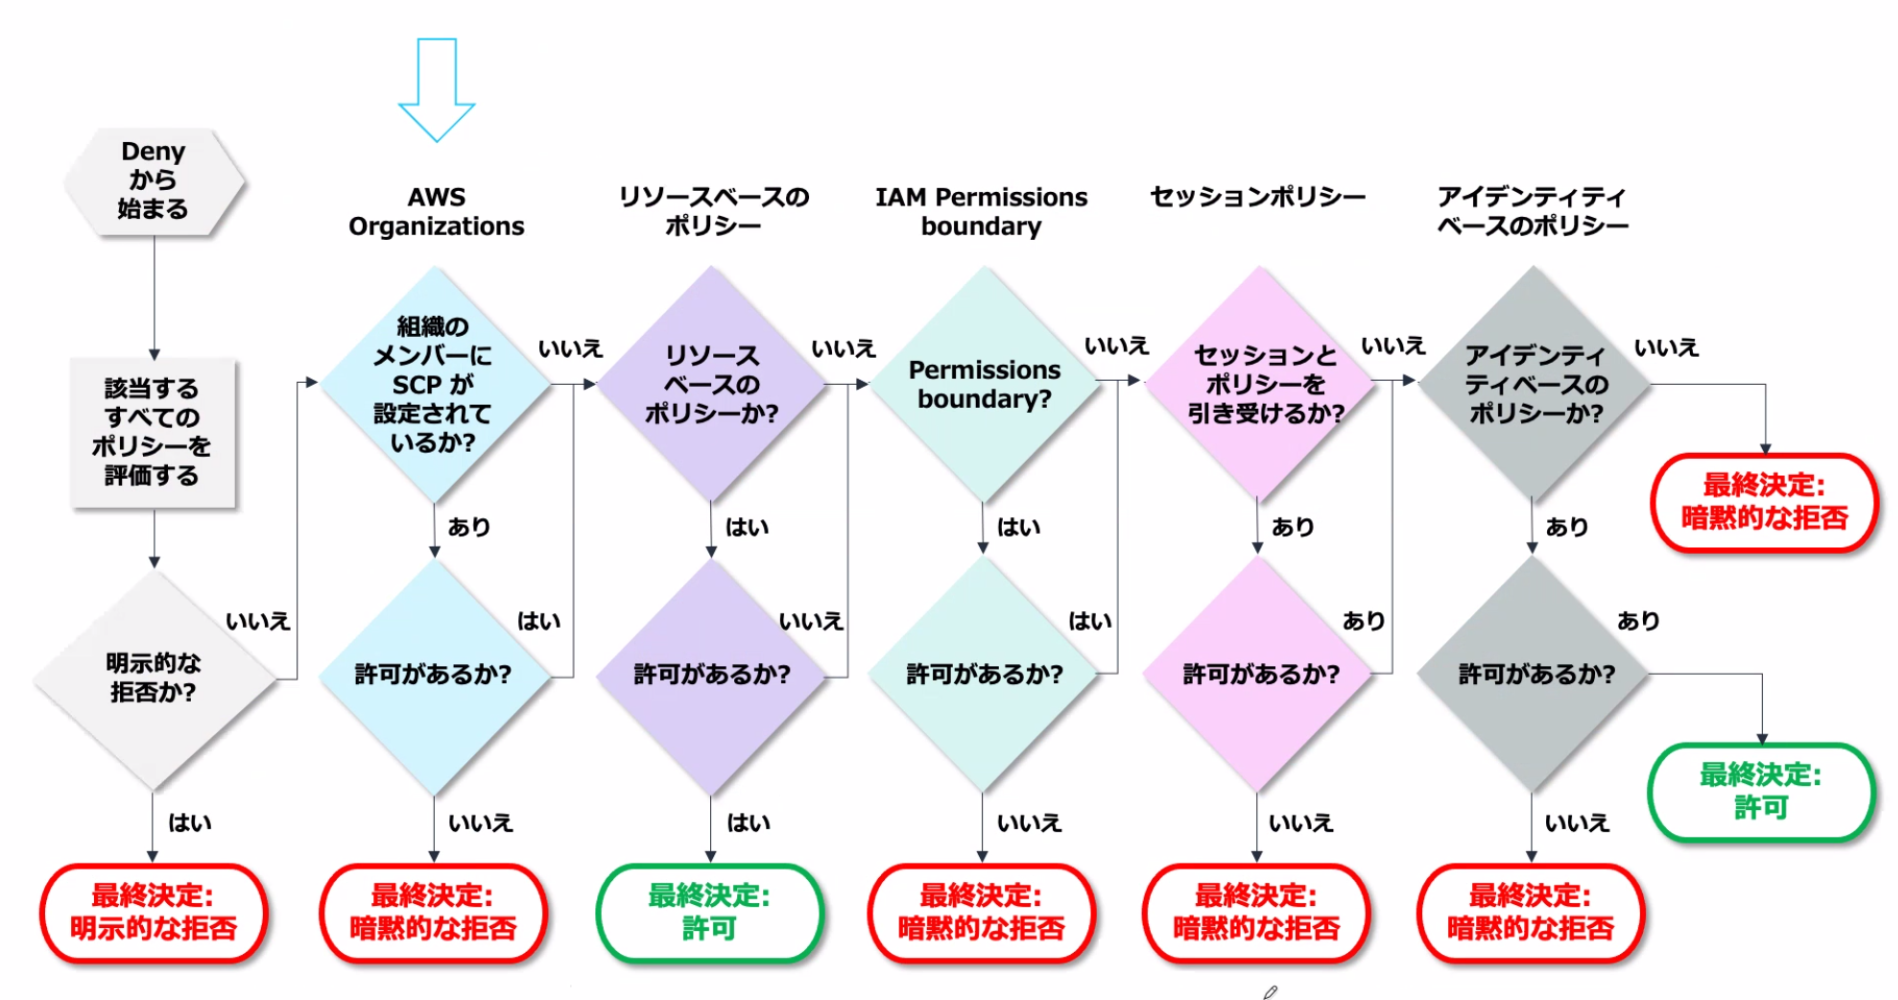 Deny
から
始まる
該当する
すべての
ポリシーを
評価する
明示的な
拒否か?
いいえ
はい
最終決定:
明示的な拒否
AWS
Organizations
組織の
メンバーに
SCP が
設定されて
いるか?
いいえ
あり
許可があるか?
はい
いいえ
最終決定:
暗黙的な拒否
リソースベースの
ポリシー
リソース
ベースの
ポリシーか?
いいえ
はい
許可があるか?
いいえ
はい
最終決定:
許可
IAM Permissions
boundary
Permissions
boundary?
いいえ
はい
許可があるか?
はい
いいえ
最終決定:
暗黙的な拒否
セッションポリシー
セッションと
ポリシーを
引き受けるか?
いいえ
あり
許可があるか?
あり
いいえ
最終決定:
暗黙的な拒否
アイデンティティ
ベースのポリシー
アイデンティ
ティベースの
ポリシーか?
いいえ
最終決定:
暗黙的な拒否
あり
許可があるか?
あり
最終決定:
許可
いいえ
最終決定:
暗黙的な拒否